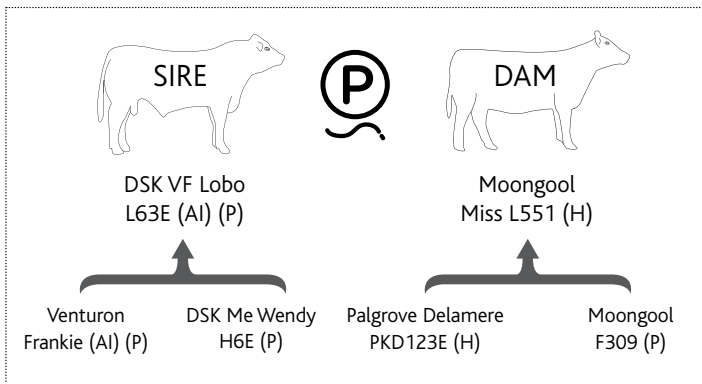 SIRE
P
DAM
DSK VF Lobo
L63E (AI) (P)
Moongool
Miss L551 (H)
Venturon
Frankie (AI) (P)
DSK Me Wendy
H6E (P)
Palgrove Delamere
PKD123E (H)
Moongool
F309 (P)